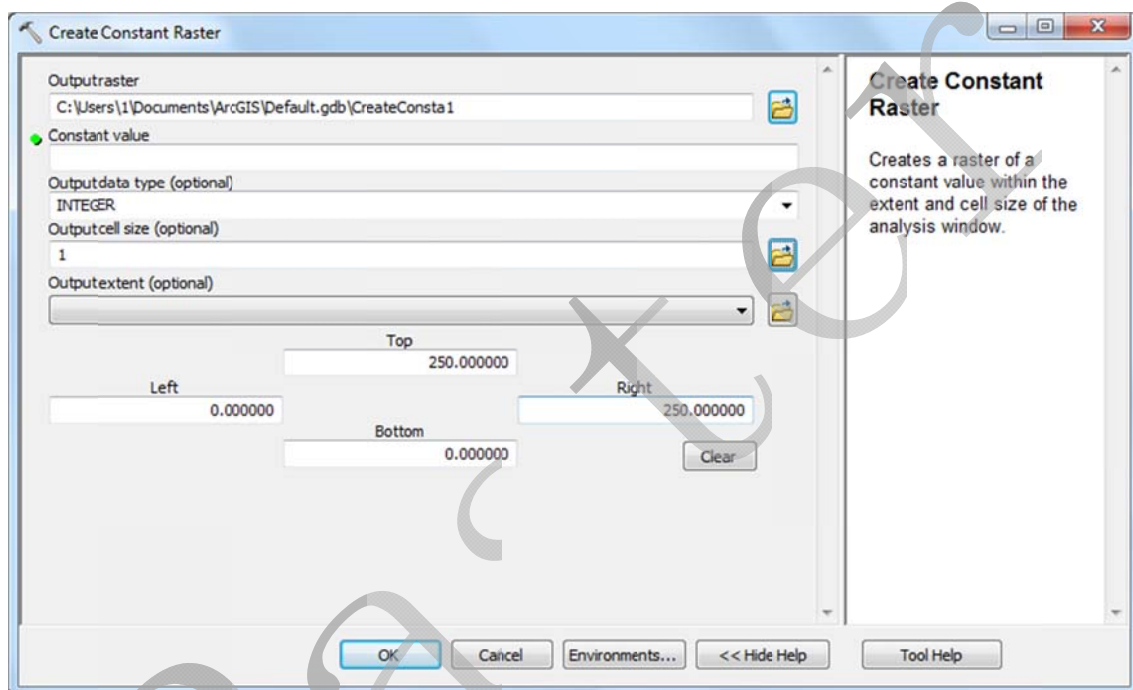 Create Constant Raster
Outputraster
C:\Users\1\Documents\ArcGIS\Default.gdb\CreateConsta1
Constant value
Outputdata type (optional)
INTEGER
Outputcell size (optional)
1
Outputextent (optional)
Top
250.000000
Left
Right
0.000000
250.000000
Bottom
0.000000
Clear
OK
Cancel
Environments...
<< Hide Help
Create Constant
Raster
Creates a raster of a
constant value within the
extent and cell size of the
analysis window.
Tool Help